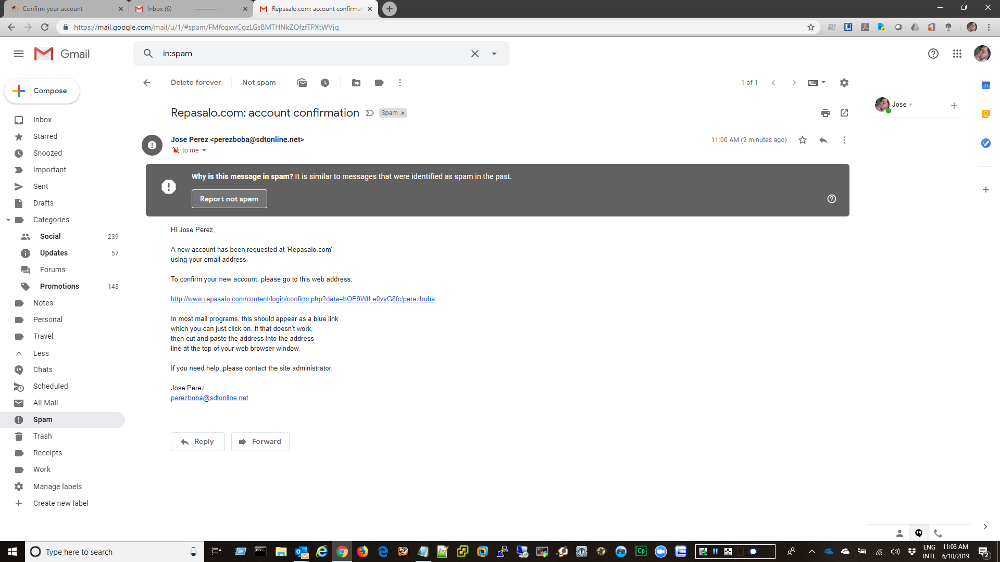 Confirm your account
Inbox (6)
Repasalo.com: account confirmat
https://mail.google.com/mail/u/1/#spam/FMfcgxwCgzLGsBMTHNkZQfzfTPXtWVjq
Gmail
in:spam
Compose
Delete forever
Not spam
1 of 1
Repasalo.com: account confirmation
Spam ×
Jose
Inbox
Starred
Snoozed
Important
Sent
Drafts
Categories
Social 239
Updates 57
Forums
Promotions 143
Notes
Personal
Travel
Less
Chats
Scheduled
All Mail
Spam
Trash
Receipts
Work
Manage labels
Create new label
Jose Perez <perezboba@sdtonline.net>
11:00 AM (2 minutes ago)
to me
Why is this message in spam? It is similar to messages that were identified as spam in the past.
Report not spam
Hi Jose Perez,
A new account has been requested at 'Repasalo.com'
using your email address.
To confirm your new account, please go to this web address:
http://www.repasalo.com/content/login/confirm.php?data=bOE9WtLe0vvG8fc/perezboba
In most mail programs, this should appear as a blue link
which you can just click on. If that doesn't work,
then cut and paste the address into the address
line at the top of your web browser window.
If you need help, please contact the site administrator,
Jose Perez
perezboba@sdtonline.net
Reply
Forward
31
Type here to search
Cp
ENG
INTL
11:03 AM
6/10/2019
2